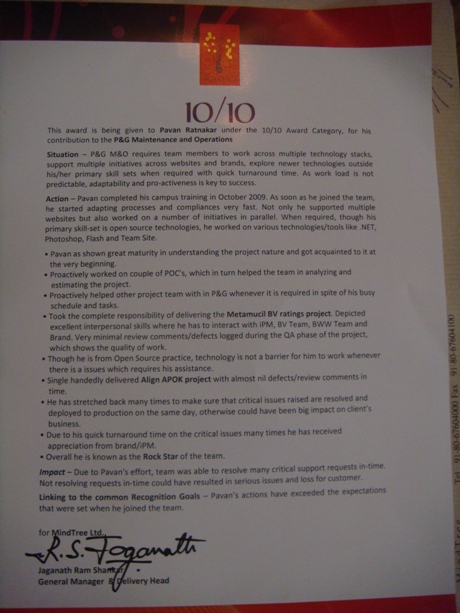 10/10
This award is being given to Pavan Ratnakar under the 10/10 Award Category, for his
contribution to the P&G Maintenance and Operations
Situation – P&G M&O requires team members to work across multiple technology stacks,
support multiple initiatives across websites and brands, explore newer technologies outside
his/her primary skill sets when required with quick turnaround time. As work load is not
predictable, adaptability and pro-activeness is key to success.
Action – Pavan completed his campus training in October 2009. As soon as he joined the team,
he started adapting processes and compliances very fast. Not only he supported multiple
websites but also worked on a number of initiatives in parallel. When required, though his
primary skill-set is open source technologies, he worked on various technologies/tools like .NET,
Photoshop, Flash and Team Site.
• Pavan as shown great maturity in understanding the project nature and got acquainted to it at
the very beginning.
• Proactively worked on couple of POC's, which in turn helped the team in analyzing and
estimating the project.
• Proactively helped other project team with in P&G whenever it is required in spite of his busy
schedule and tasks.
• Took the complete responsibility of delivering the Metamucil BV ratings project. Depicted
excellent interpersonal skills where he has to interact with iPM, BV Team, BWW Team and
Brand. Very minimal review comments/defects logged during the QA phase of the project,
which shows the quality of work.
• Though he is from Open Source practice, technology is not a barrier for him to work whenever
there is a issues which requires his assistance.
• Single handedly delivered Align APOK project with almost nil defects/review comments in
time.
• He has stretched back many times to make sure that critical issues raised are resolved and
deployed to production on the same day, otherwise could have been big impact on client's
business.
• Due to his quick turnaround time on the critical issues many times he has received
appreciation from brand/iPM.
• Overall he is known as the Rock Star of the team.
Impact – Due to Pavan's effort, team was able to resolve many critical support requests in-time.
Not resolving requests in-time could have resulted in serious issues and loss for customer.
Linking to the common Recognition Goals – Pavan's actions have exceeded the expectations
that were set when he joined the team.
for MindTree Ltd.,
R.S. Joganath
Jaganath Ram Shankar
General Manager & Delivery Head
MindTree Tel 91-80-67064000 Fax 91-80-67064100